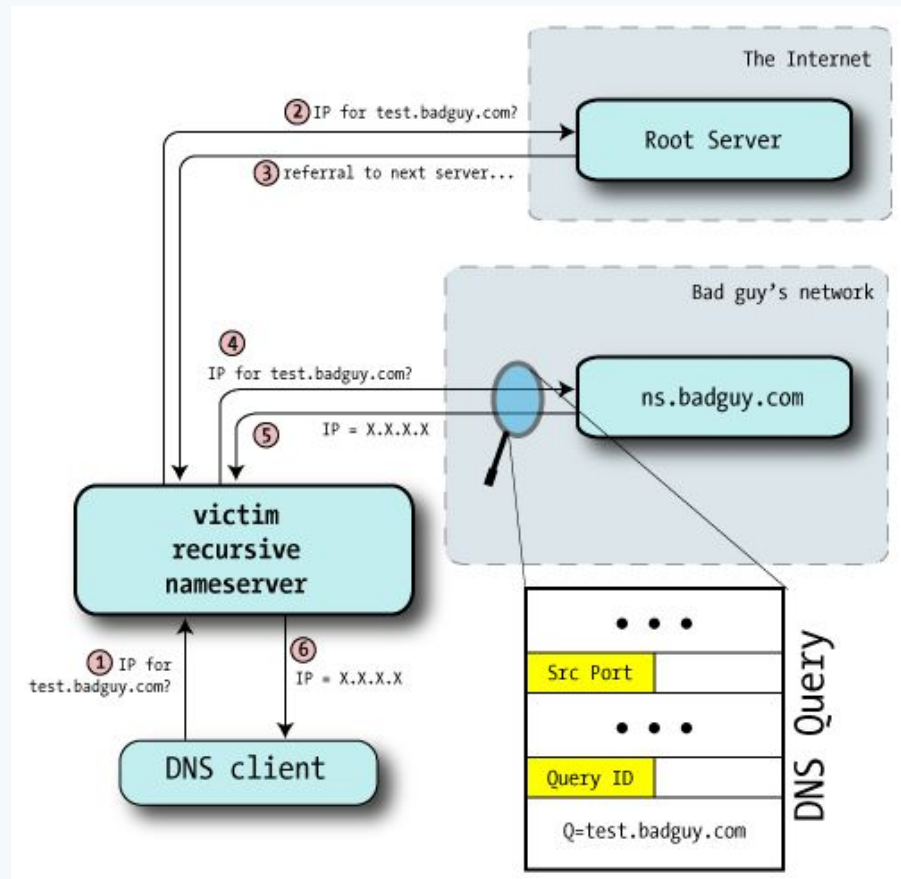 The Internet
2 IP for test.badguy.com?
Root Server
3 referral to next server...
Bad guy's network
4
IP for test.badguy.com?
ns.badguy.com
5 IP = X.X.X.X
victim
recursive
nameserver
1 IP for
test.badguy.com?
6
IP = X.X.X.X
DNS client
• • •
Src Port
• • •
Query ID
Q=test.badguy.com
DNS Query